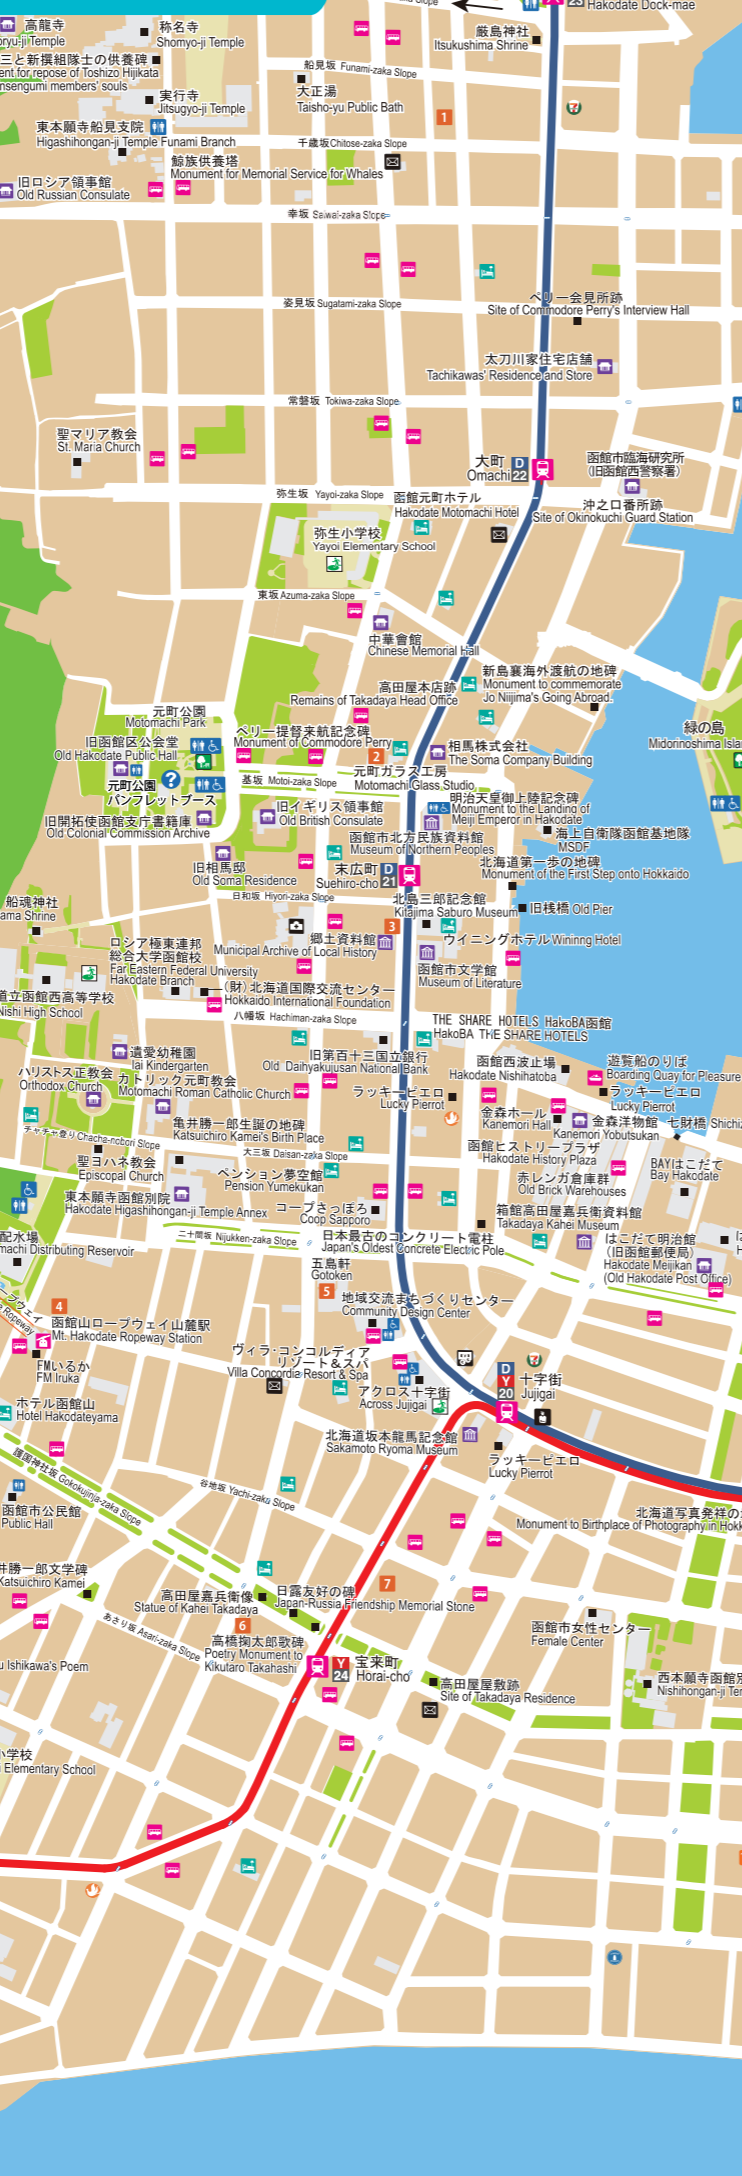 高龍寺
oryu-ji Temple
称名寺
Shomyo-ji Temple
厳島神社
Itsukushima Shrine
Hakodate Dock-mae
三と新撰組隊士の供養碑
ent for repose of Toshizo Hijikata
nsengumi members' souls
船見坂 Funami-zaka Slope
大正湯
Taisho-yu Public Bath
実行寺
Jitsugyo-ji Temple
1
東本願寺船見支院
Higashihongan-ji Temple Funami Branch
千歳坂 Chitose-zaka Slope
鯨族供養塔
Monument for Memorial Service for Whales
旧ロシア領事館
Old Russian Consulate
幸坂 Saiwai-zaka Slope
姿見坂 Sugatami-zaka Slope
ペリー会見所跡
Site of Commodore Perry's Interview Hall
太刀川家住宅店舗
Tachikawas' Residence and Store
常盤坂 Tokiwa-zaka Slope
聖マリア教会
St. Maria Church
大町
Omachi
D
22
函館市臨海研究所
(旧函館西警察署)
弥生坂 Yayoi-zaka Slope
函館元町ホテル
Hakodate Motomachi Hotel
沖之口番所跡
Site of Okinokuchi Guard Station
弥生小学校
Yayoi Elementary School
東坂 Azuma-zaka Slope
中華會館
Chinese Memorial Hall
新島襄海外渡航の地碑
Monument to commemorate
Jo Niijima's Going Abroad.
高田屋本店跡
Remains of Takadaya Head Office
元町公園
Motomachi Park
緑の島
Midorinoshima Isla
旧函館区公会堂
Old Hakodate Public Hall
ペリー提督来航記念碑
Monument of Commodore Perry
2
相馬株式会社
The Soma Company Building
元町公園
パンフレットブース
基坂 Motoi-zaka Slope
元町ガラス工房
Motomachi Glass Studio
旧イギリス領事館
Old British Consulate
明治天皇御上陸記念碑
Monument to the Landing of
Meiji Emperor in Hakodate
旧開拓使函館支庁書籍庫
Old Colonial Commission Archive
函館市北方民族資料館
Museum of Northern Peoples
海上自衛隊函館基地隊
MSDF
旧相馬邸
Old Soma Residence
末広町
Suehiro-cho
D
21
北海道第一歩の地碑
Monument of the First Step onto Hokkaido
日和坂 Hiyori-zaka Slope
北島三郎記念館
Kitajima Saburo Museum
旧桟橋 Old Pier
船魂神社
ama Shrine
3
ロシア極東連邦
総合大学函館校
Far Eastern Federal University
Hakodate Branch
郷土資料館
Municipal Archive of Local History
ウイニングホテル Wininng Hotel
函館市文学館
Museum of Literature
道立函館西高等学校
Nishi High School
(財)北海道国際交流センター
Hokkaido International Foundation
八幡坂 Hachiman-zaka Slope
THE SHARE HOTELS HakoBA函館
HakoBA THE SHARE HOTELS
遺愛幼稚園
Iai Kindergarten
旧第百十三国立銀行
Old Daihyakujusan National Bank
函館西波止場
Hakodate Nishihatoba
遊覧船のりば
Boarding Quay for Pleasure
ハリストス正教会
Orthodox Church
カトリック元町教会
Motomachi Roman Catholic Church
ラッキーピエロ
Lucky Pierrot
ラッキーピエロ
Lucky Pierrot
亀井勝一郎生誕の地碑
Katsuichiro Kamei's Birth Place
金森ホール
Kanemori Hall
金森洋物館
Kanemori Yobutsukan
七財橋 Shichiz
チャチャ登り Chacha-nobori Slope
大三坂 Daisan-zaka Slope
函館ヒストリープラザ
Hakodate History Plaza
聖ヨハネ教会
Episcopal Church
ペンション夢空館
Pension Yumekukan
赤レンガ倉庫群
Old Brick Warehouses
BAYはこだて
Bay Hakodate
東本願寺函館別院
Hakodate Higashihongan-ji Temple Annex
コープさっぽろ
Coop Sapporo
箱館高田屋嘉兵衛資料館
Takadaya Kahei Museum
配水場
machi Distributing Reservoir
二十間坂 Nijukken-zaka Slope
日本最古のコンクリート電柱
Japan's Oldest Concrete Electric Pole
はこだて明治館
(旧函館郵便局)
Hakodate Meijikan
(Old Hakodate Post Office)
五島軒
Gotoken
5
4
函館山ロープウェイ山麓駅
Mt. Hakodate Ropeway Station
地域交流まちづくりセンター
Community Design Center
FMいるか
FM Iruka
ヴィラ・コンコルディア
リゾート＆スパ
Villa Concordia Resort & Spa
アクロス十字街
Across Jujigai
D
Y
20
十字街
Jujigai
ホテル函館山
Hotel Hakodateyama
北海道坂本龍馬記念館
Sakamoto Ryoma Museum
ラッキーピエロ
Lucky Pierrot
護国神社坂 Gokokujinja-zaka Slope
谷地坂 Yachi-zaka Slope
函館市公民館
Public Hall
北海道写真発祥の
Monument to Birthplace of Photography in Hokk
井勝一郎文学碑
Katsuichiro Kamei
7
高田屋嘉兵衛像
Statue of Kahei Takadaya
日露友好の碑
Japan-Russia Friendship Memorial Stone
あさり坂 Asari-zaka Slope
6
高橋掬太郎歌碑
Poetry Monument to
Kikutaro Takahashi
函館市女性センター
Female Center
u Ishikawa's Poem
Y
24
宝来町
Horai-cho
高田屋屋敷跡
Site of Takadaya Residence
西本願寺函館別
Nishihongan-ji Tem
小学校
i Elementary School